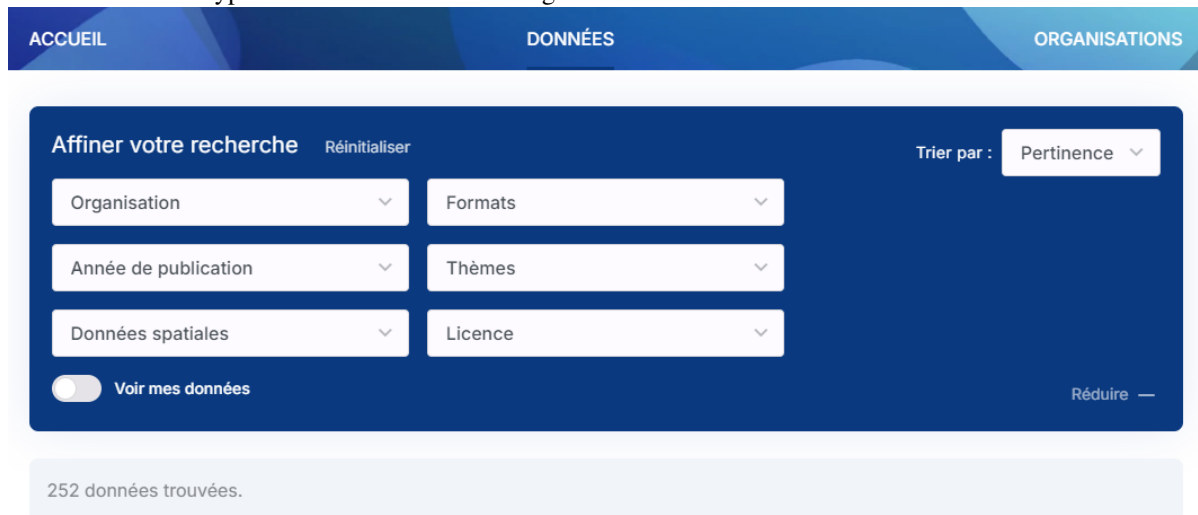 ACCUEIL DONNÉES ORGANISATIONS
Affiner votre recherche Réinitialiser Trier par : Pertinence
Organisation Formats
Année de publication Thèmes
Données spatiales Licence
Voir mes données Réduire —
252 données trouvées.